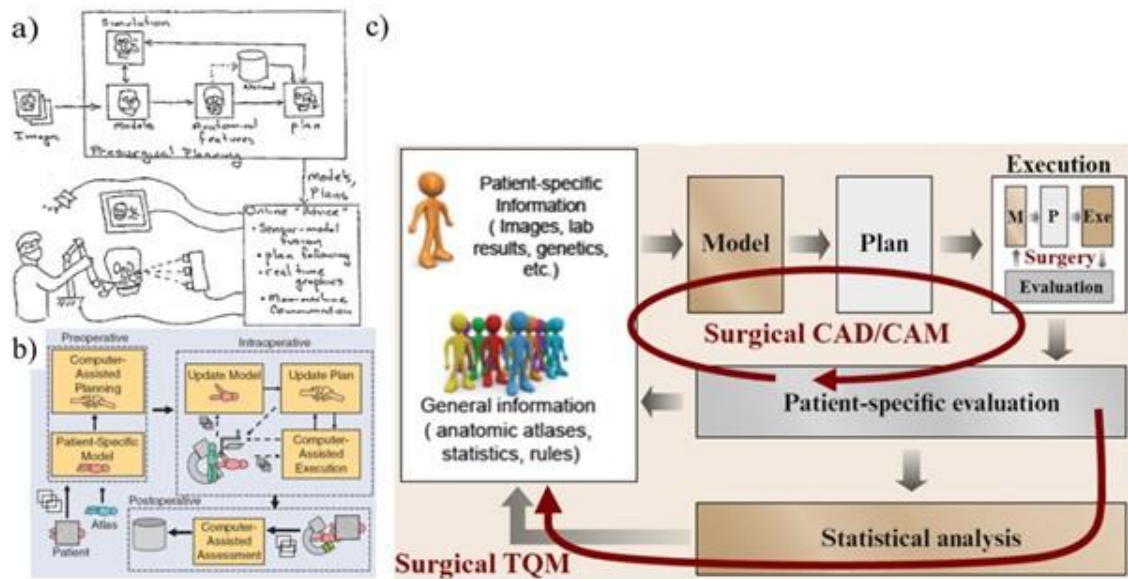 a)
Simulation
Normal
Images
Models
Anatomical
features
Plan
Presurgical Planning
models,
Plans
Online "Advice"
• Sensor-model
fusion
• plan following
• real time
graphics
• Man-machine
Communication
b)
Preoperative
Computer-
Assisted
Planning
Patient-Specific
Model
Patient
Atlas
Intraoperative
Update Model
Update Plan
Computer-
Assisted
Execution
Postoperative
Computer-
Assisted
Assessment
c)
Patient-specific
Information
( Images, lab
results, genetics,
etc.)
General information
( anatomic atlases,
statistics, rules)
Model
Plan
Execution
M
P
Exe
Surgery
Evaluation
Surgical CAD/CAM
Patient-specific evaluation
Statistical analysis
Surgical TQM